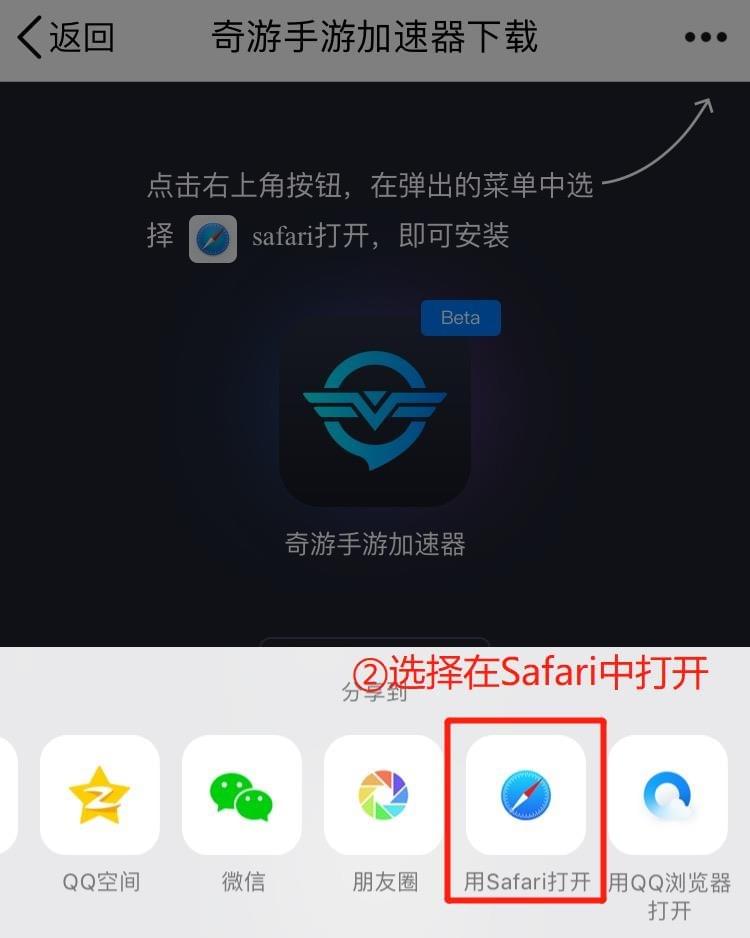 返回 奇游手游加速器下载
点击右上角按钮，在弹出的菜单中选
择 safari打开，即可安装
Beta
奇游手游加速器
②选择在Safari中打开
分享到
QQ空间 微信 朋友圈 用Safari打开 用QQ浏览器
打开